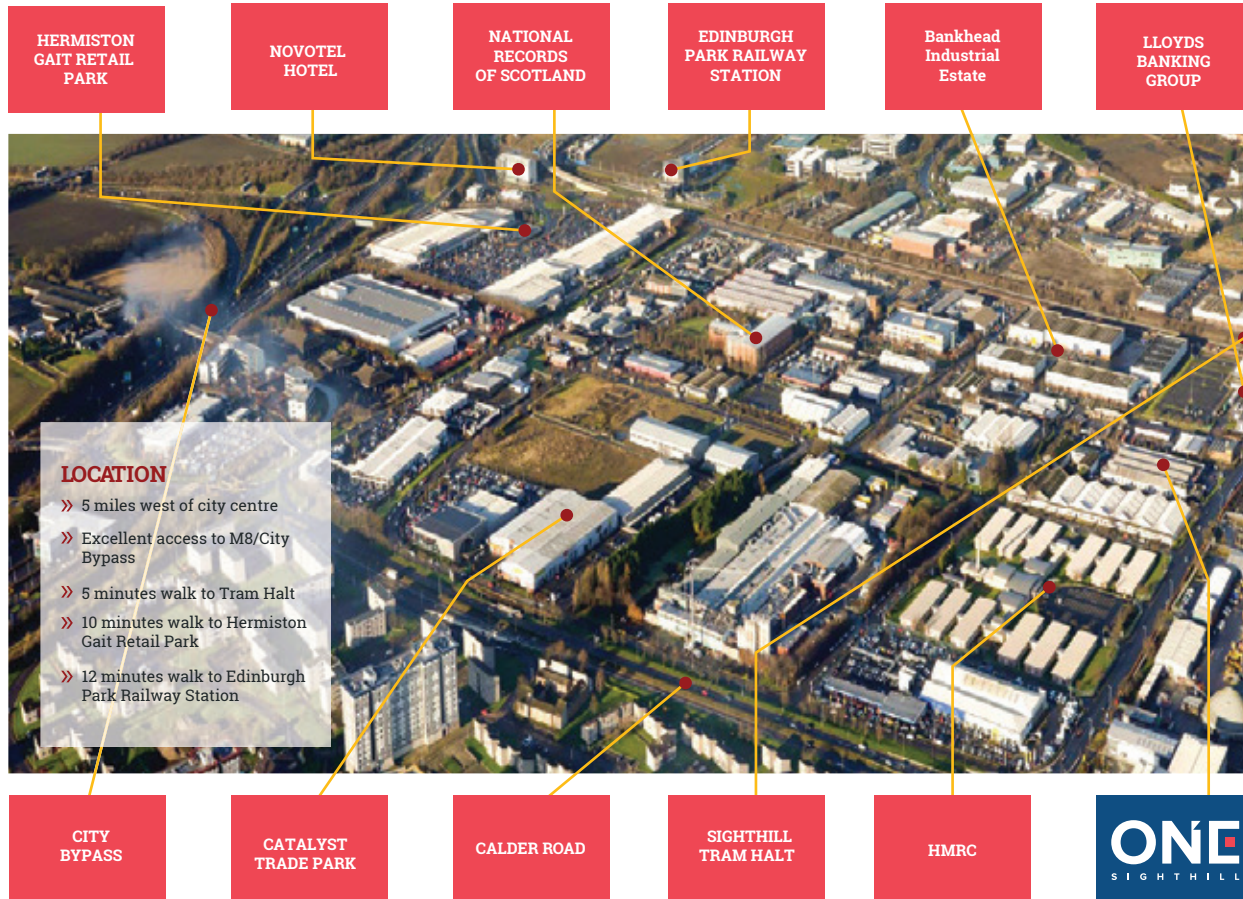 HERMISTON
GAIT RETAIL
PARK
NOVOTEL
HOTEL
NATIONAL
RECORDS
OF SCOTLAND
EDINBURGH
PARK RAILWAY
STATION
Bankhead
Industrial
Estate
LLOYDS
BANKING
GROUP
LOCATION
» 5 miles west of city centre
» Excellent access to M8/City
Bypass
» 5 minutes walk to Tram Halt
» 10 minutes walk to Hermiston
Gait Retail Park
» 12 minutes walk to Edinburgh
Park Railway Station
CITY
BYPASS
CATALYST
TRADE PARK
CALDER ROAD
SIGHTHILL
TRAM HALT
HMRC
ONE
SIGHTHILL